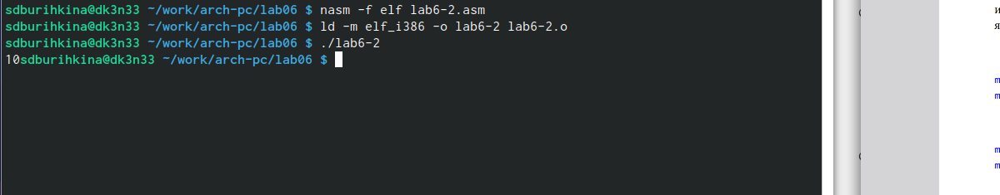 sdburihkina@dk3n33 ~/work/arch-pc/lab06 $ nasm -f elf lab6-2.asm
sdburihkina@dk3n33 ~/work/arch-pc/lab06 $ ld -m elf_i386 -o lab6-2 lab6-2.o
sdburihkina@dk3n33 ~/work/arch-pc/lab06 $ ./lab6-2
10sdburihkina@dk3n33 ~/work/arch-pc/lab06 $